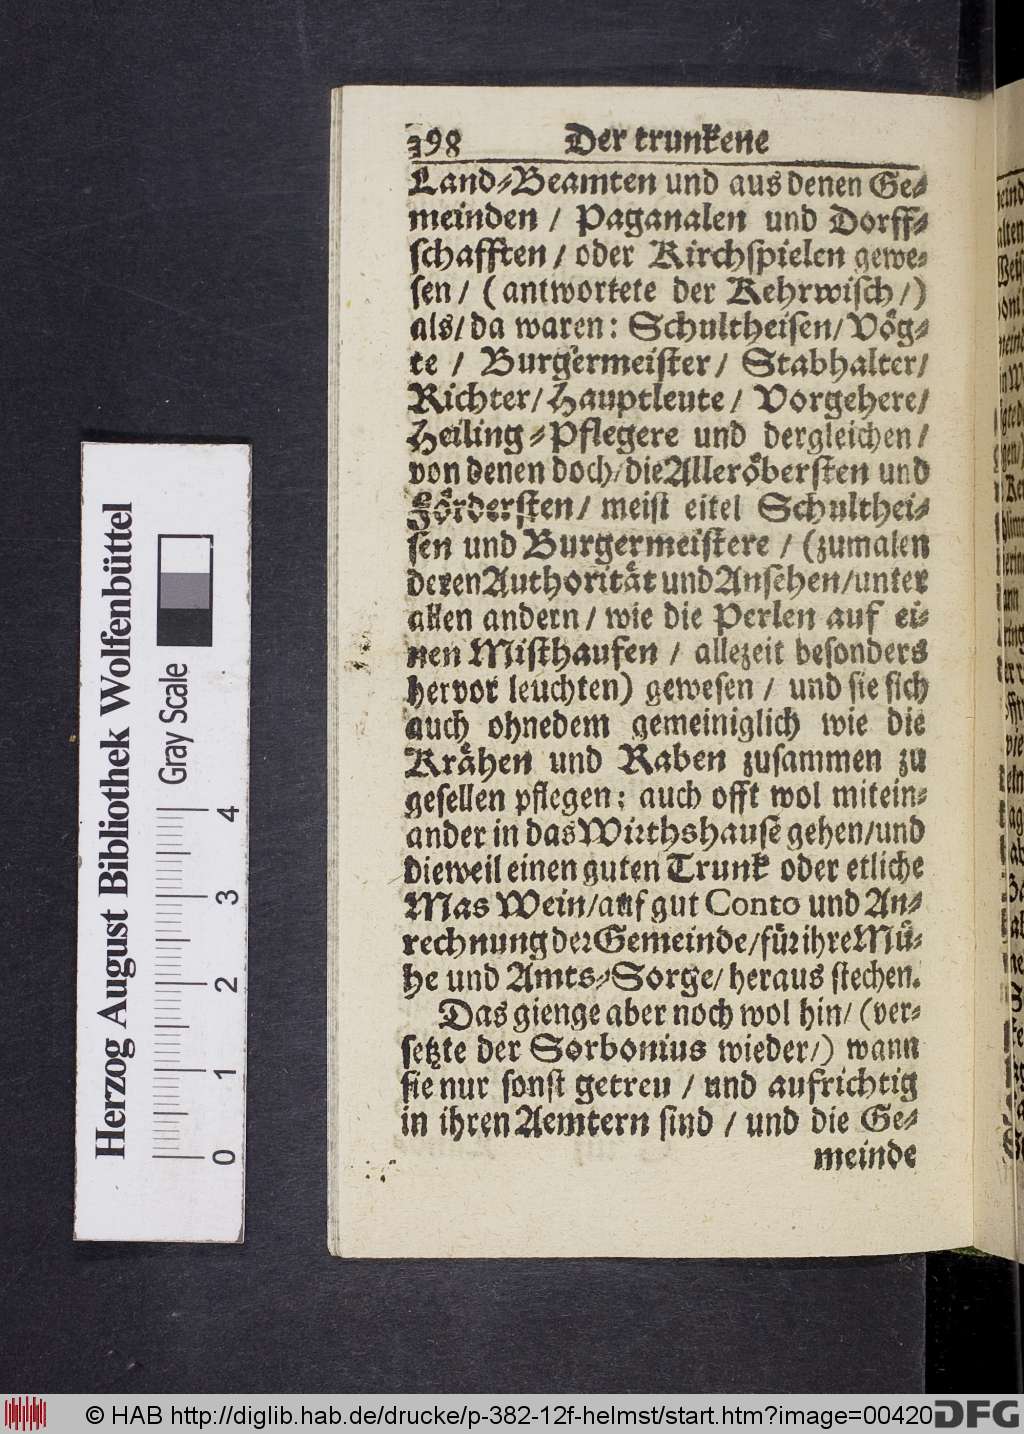 398 Der trunkene
Land-Beamten und aus denen Ge-
meinden / Paganalen und Dorff-
schafften / oder Kirchspielen gewe-
sen / (antwortete der Kehrwisch/)
als/ da waren: Schultheisen/ Vög-
te / Burgermeister / Stabhalter/
Richter/ Hauptleute / Vorgehere/
Heiling-Pflegere und dergleichen /
von denen doch/ die Alleröbersten und
Fördersten / meist eitel Schulthei-
sen und Burgermeistere / (zumalen
deren Authorität und Ansehen/ unter
allen andern / wie die Perlen auf ei-
nen Misthaufen / allezeit besonders
hervor leuchten) gewesen / und sie sich
auch ohnedem gemeiniglich wie die
Krähen und Raben zusammen zu
gesellen pflegen: auch offt wol mitein-
ander in das Wirthshause gehen/ und
dieweil einen guten Trunk oder etliche
Mas Wein/ auf gut Conto und An-
rechnung der Gemeinde/ für ihre Mü-
he und Amts-Sorge/ heraus stechen.
Das gienge aber noch wol hin/ (ver-
setzte der Sorbonius wieder/) wann
sie nur sonst getreu / und aufrichtig
in ihren Aemtern sind / und die Ge-
meinde
Herzog August Bibliothek Wolfenbüttel
Gray Scale
0 1 2 3 4
© HAB http://diglib.hab.de/drucke/p-382-12f-helmst/start.htm?image=00420
DFG